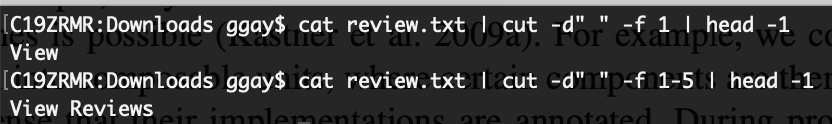 [C19ZRMR:Downloads ggay$ cat review.txt | cut -d" " -f 1 | head -1
View
[C19ZRMR:Downloads ggay$ cat review.txt | cut -d" " -f 1-5 | head -1
View Reviews